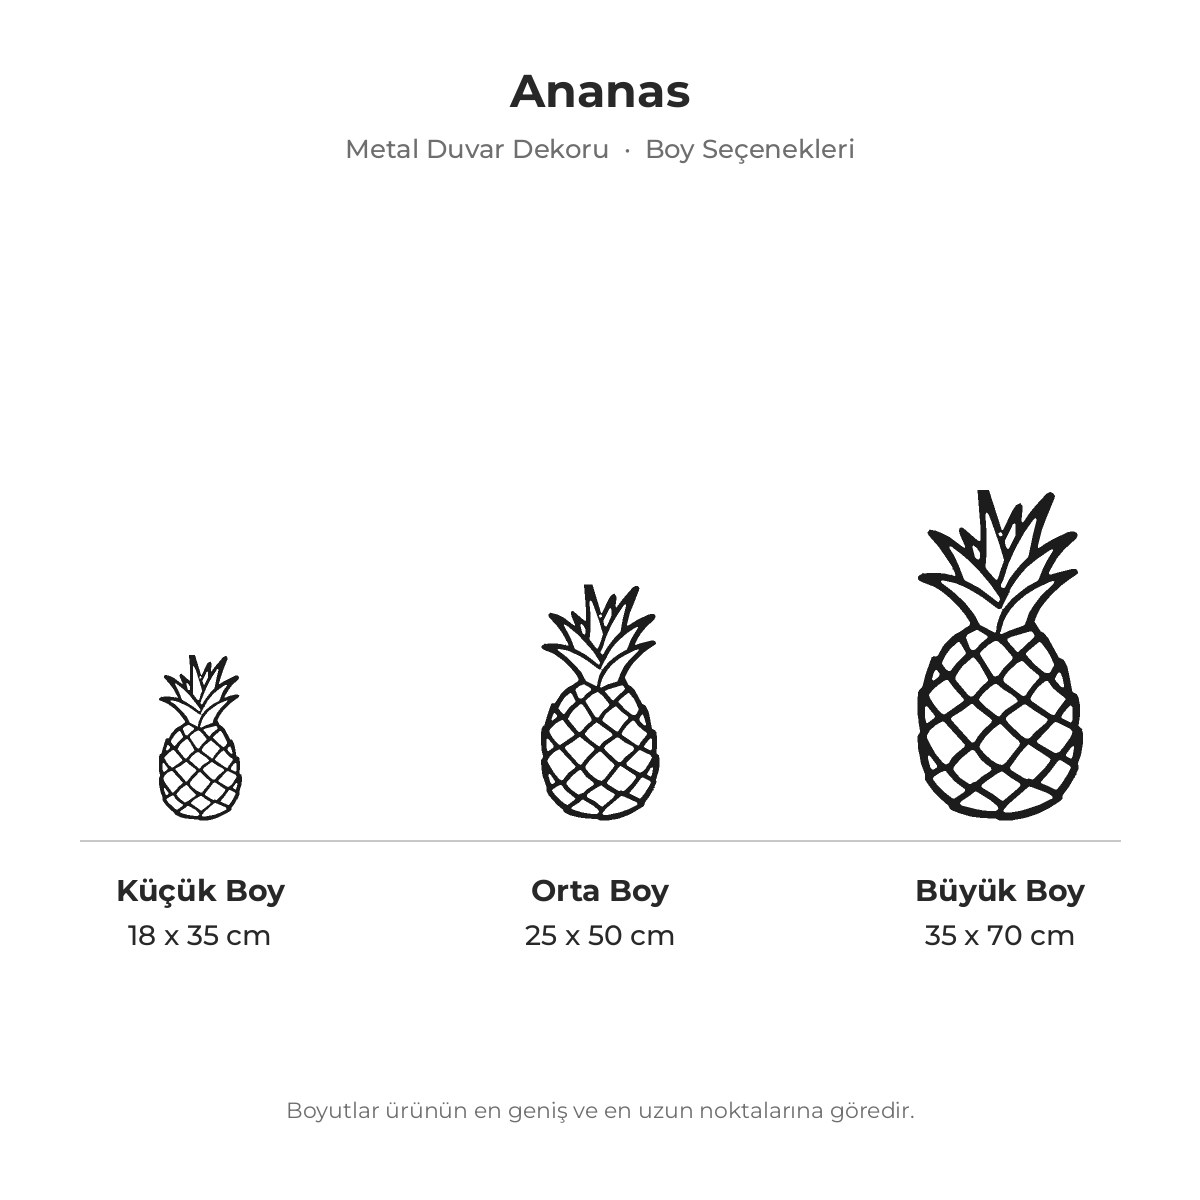 Ananas
Metal Duvar Dekoru · Boy Seçenekleri
Küçük Boy
18 x 35 cm
Orta Boy
25 x 50 cm
Büyük Boy
35 x 70 cm
Boyutlar ürünün en geniş ve en uzun noktalarına göredir.